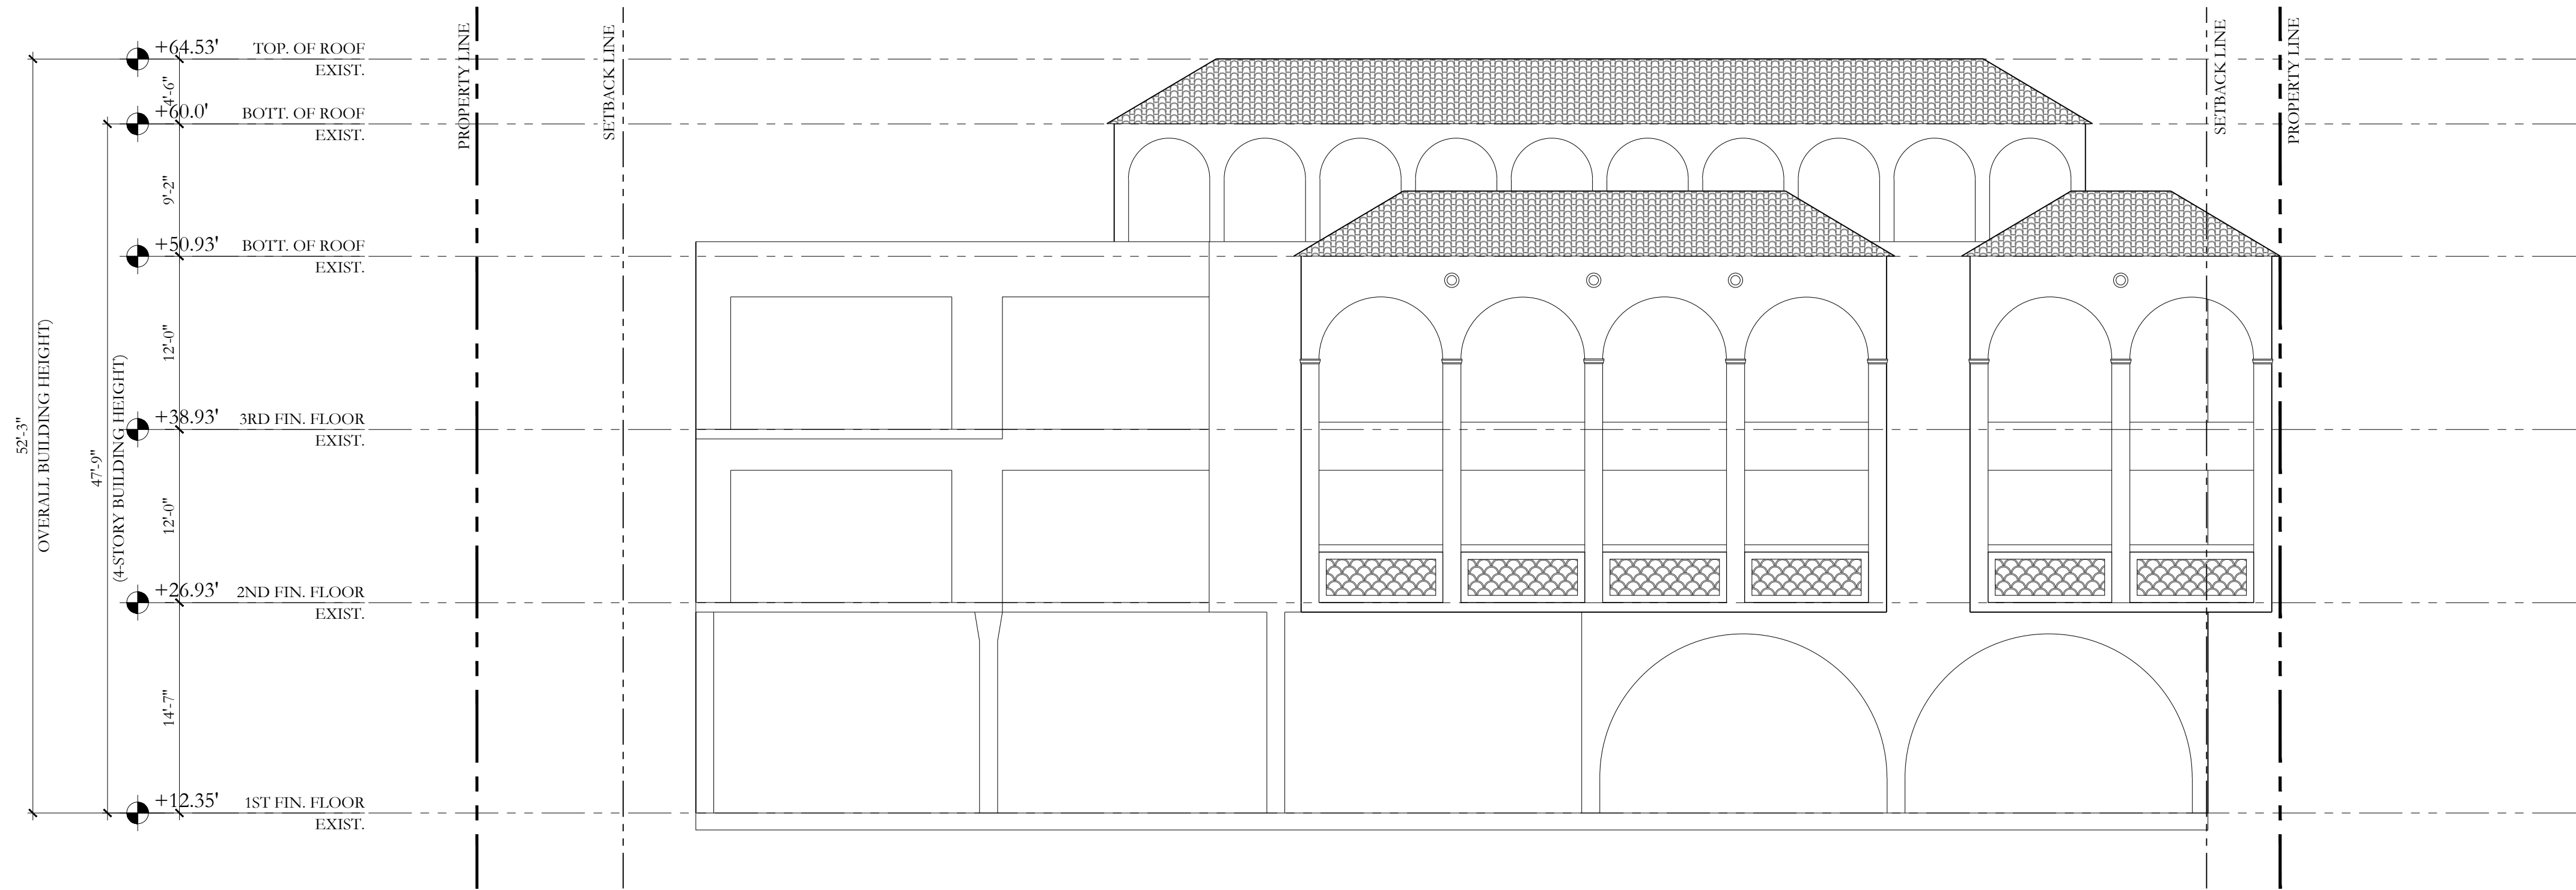 +64.53' TOP. OF ROOF
EXIST.
4'-6"
+60.0' BOTT. OF ROOF
EXIST.
9'-2"
+50.93' BOTT. OF ROOF
EXIST.
12'-0"
+38.93' 3RD FIN. FLOOR
EXIST.
12'-0"
+26.93' 2ND FIN. FLOOR
EXIST.
14'-7"
+12.35' 1ST FIN. FLOOR
EXIST.
52'-3"
OVERALL BUILDING HEIGHT)
47'-9"
(4-STORY BUILDING HEIGHT)
PROPERTY LINE
SETBACK LINE
SETBACK LINE
PROPERTY LINE